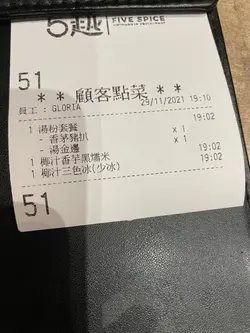 5越
FIVE SPICE
51
** 顧客點菜 **
員工 : GLORIA 29/11/2021 19:10
1 湯粉套餐 19:02
- 香茅豬扒 x 1
- 湯金邊 x 1
1 椰汁香芋黑糯米 19:02
1 椰汁三色冰(少冰) 19:02
51